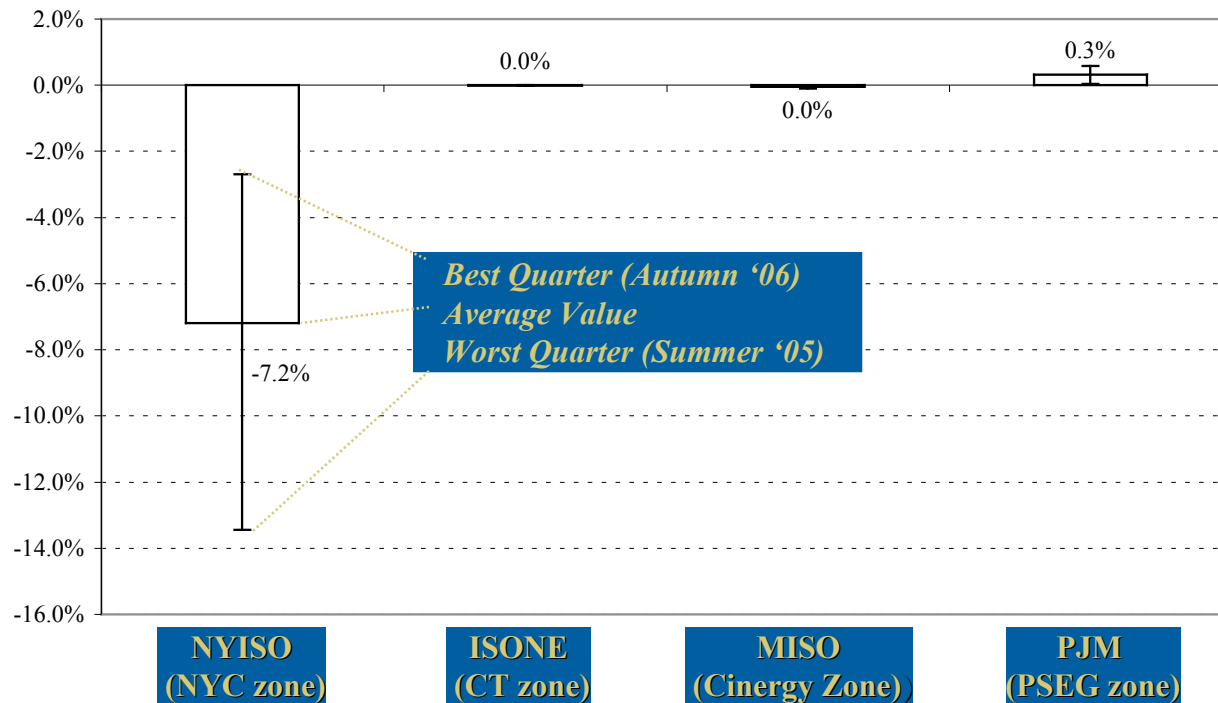 2.0%
0.0%
-2.0%
-4.0%
-6.0%
-8.0%
-10.0%
-12.0%
-14.0%
-16.0%
0.0%
0.0%
0.3%
-7.2%
Best Quarter (Autumn ‘06)
Average Value
Worst Quarter (Summer ‘05)
NYISO
(NYC zone)
ISONE
(CT zone)
MISO
(Cinergy Zone))
PJM
(PSEG zone)